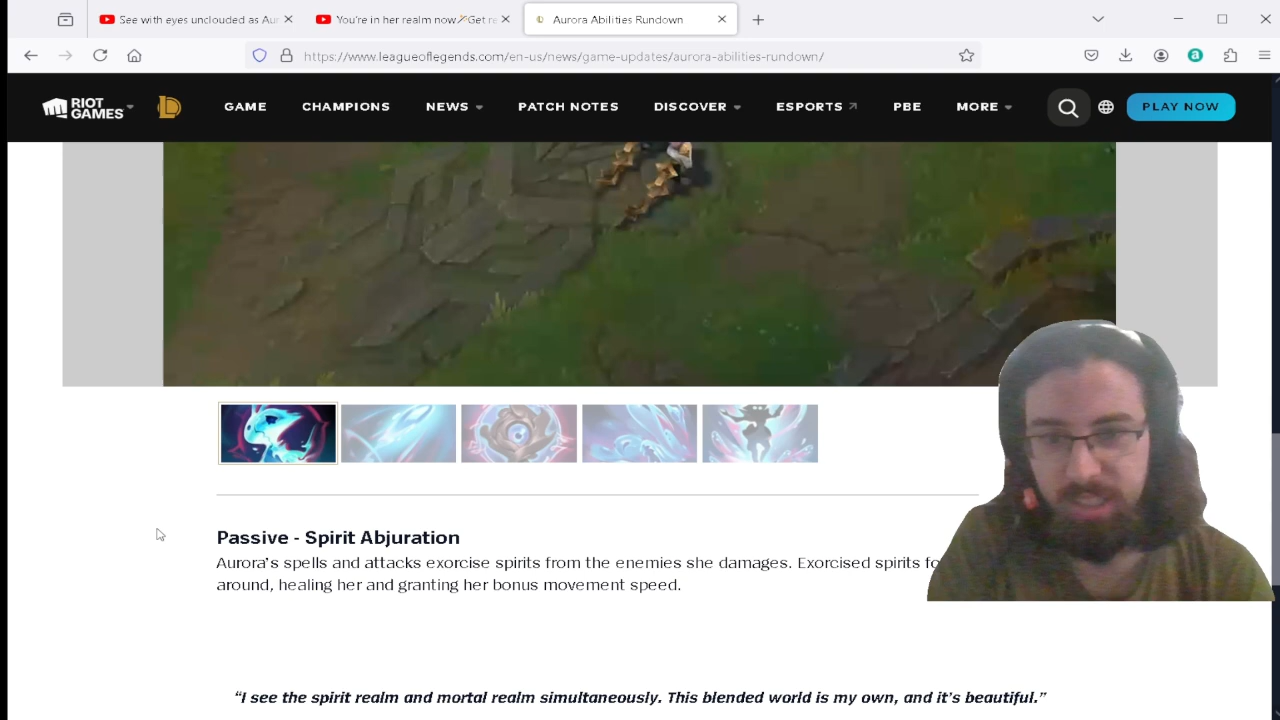 See with eyes unclouded as Aur
You're in her realm now
Get re
Aurora Abilities Rundown
https://www.leagueoflegends.com/en-us/news/game-updates/aurora-abilities-rundown/
RIOT GAMES
GAME
CHAMPIONS
NEWS
PATCH NOTES
DISCOVER
ESPORTS
PBE
MORE
PLAY NOW
Passive - Spirit Abjuration
Aurora's spells and attacks exorcise spirits from the enemies she damages. Exorcised spirits fo
around, healing her and granting her bonus movement speed.
“I see the spirit realm and mortal realm simultaneously. This blended world is my own, and it's beautiful.”